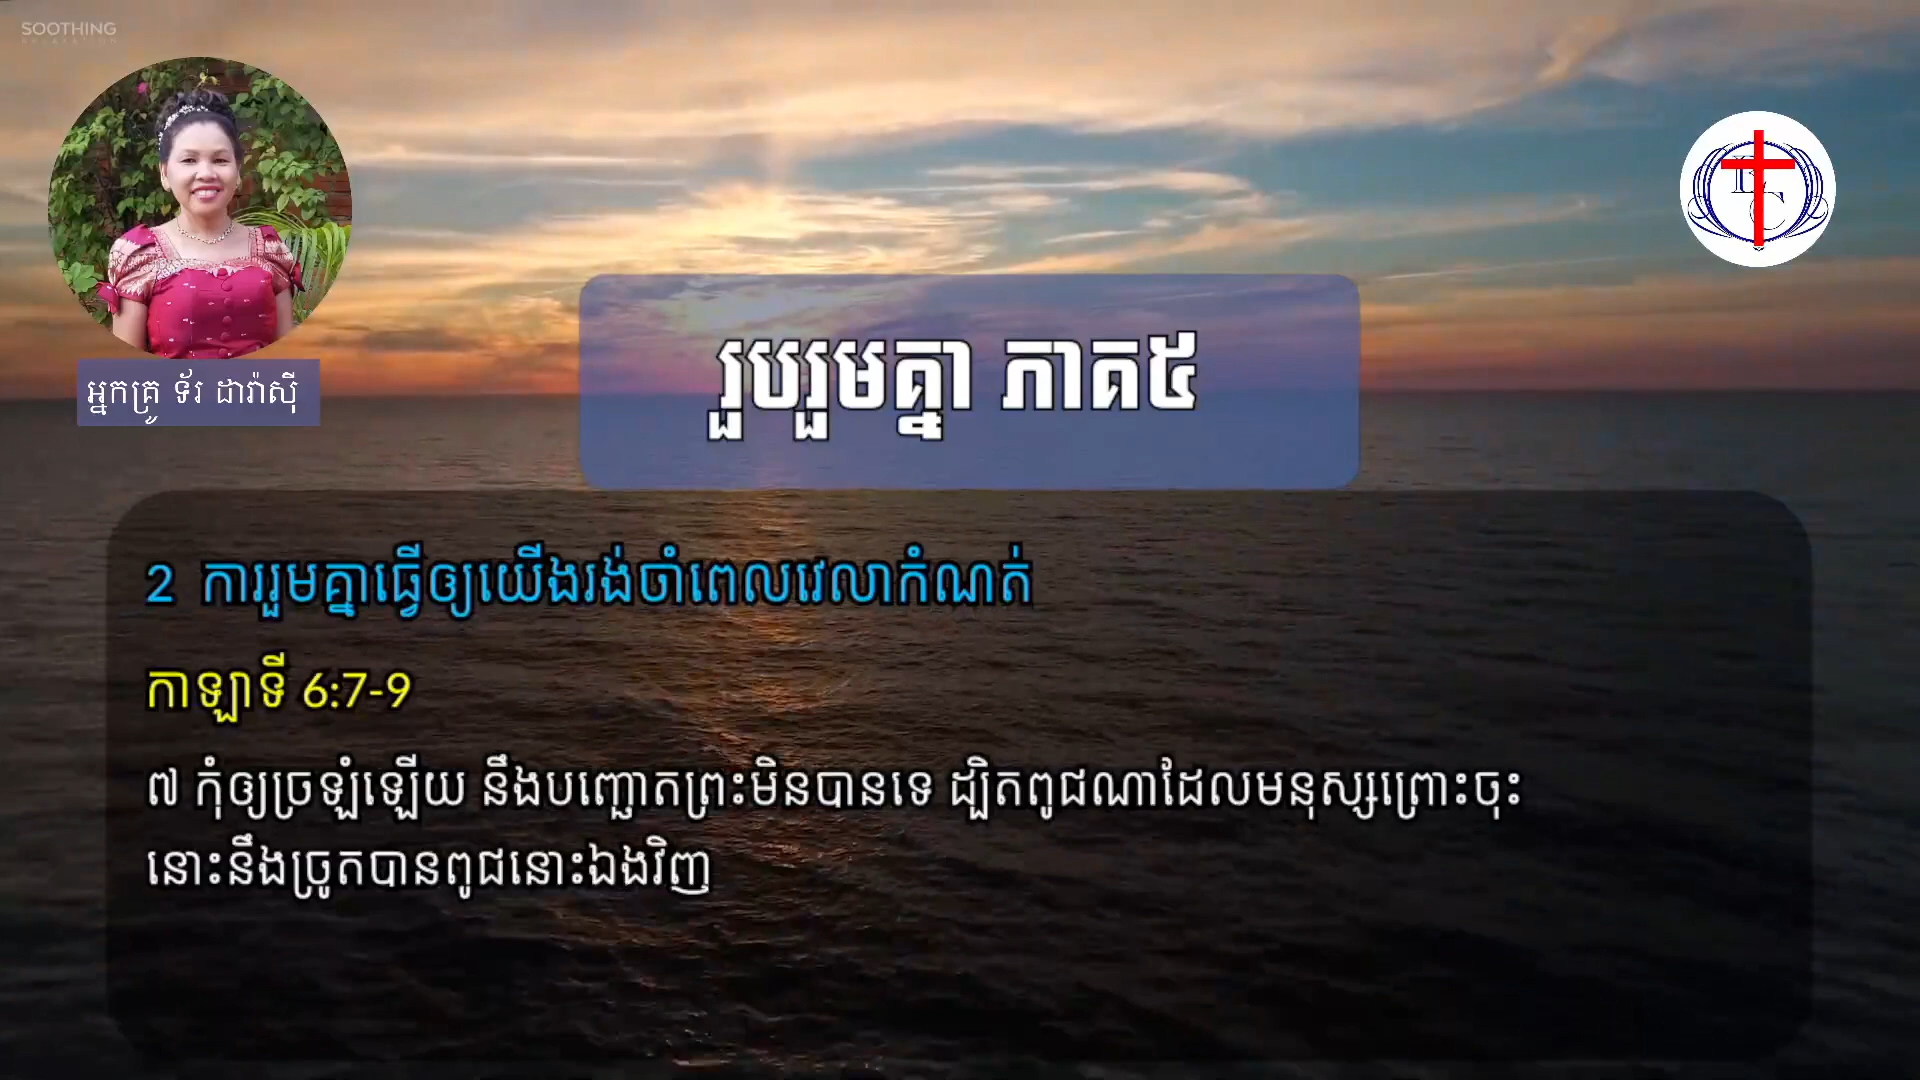 SOOTHING
RELAXATION
អ្នកគ្រូ ទ័រ ដារ៉ាស៊ី
រួបរួមគ្នា ភាគ៥
2 ការរួមគ្នាធ្វើឲ្យយើងរង់ចាំពេលវេលាកំណត់
កាឡាទី 6:7-9
៧ កុំឲ្យច្រឡំឡើយ នឹងបញ្ឆោតព្រះមិនបានទេ ដ្បិតពូជណាដែលមនុស្សព្រោះចុះ
នោះនឹងច្រូតបានពូជនោះឯងវិញ